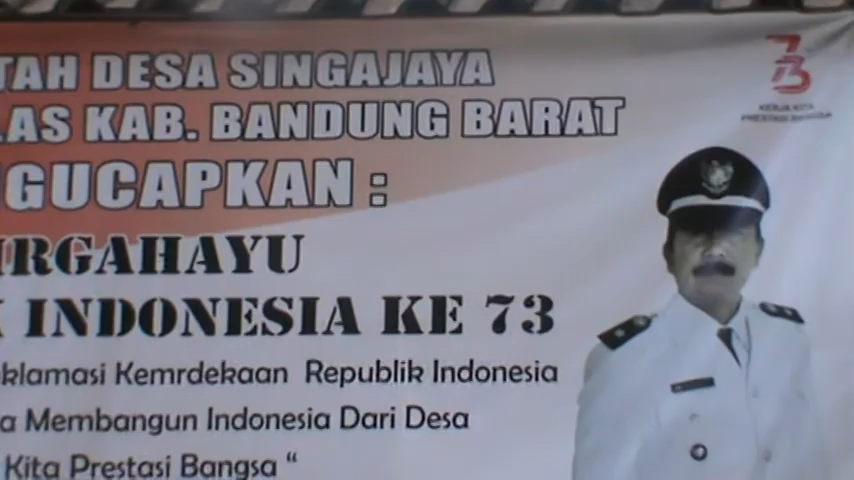 TAH DESA SINGAJAYA
LAS KAB. BANDUNG BARAT
GUCAPKAN :
IRGAHAYU
K INDONESIA KE 73
klamasi Kemrdekaan Republik Indonesia
a Membangun Indonesia Dari Desa
Kita Prestasi Bangsa “
73
KERJA KITA
PRESTASI BANGSA